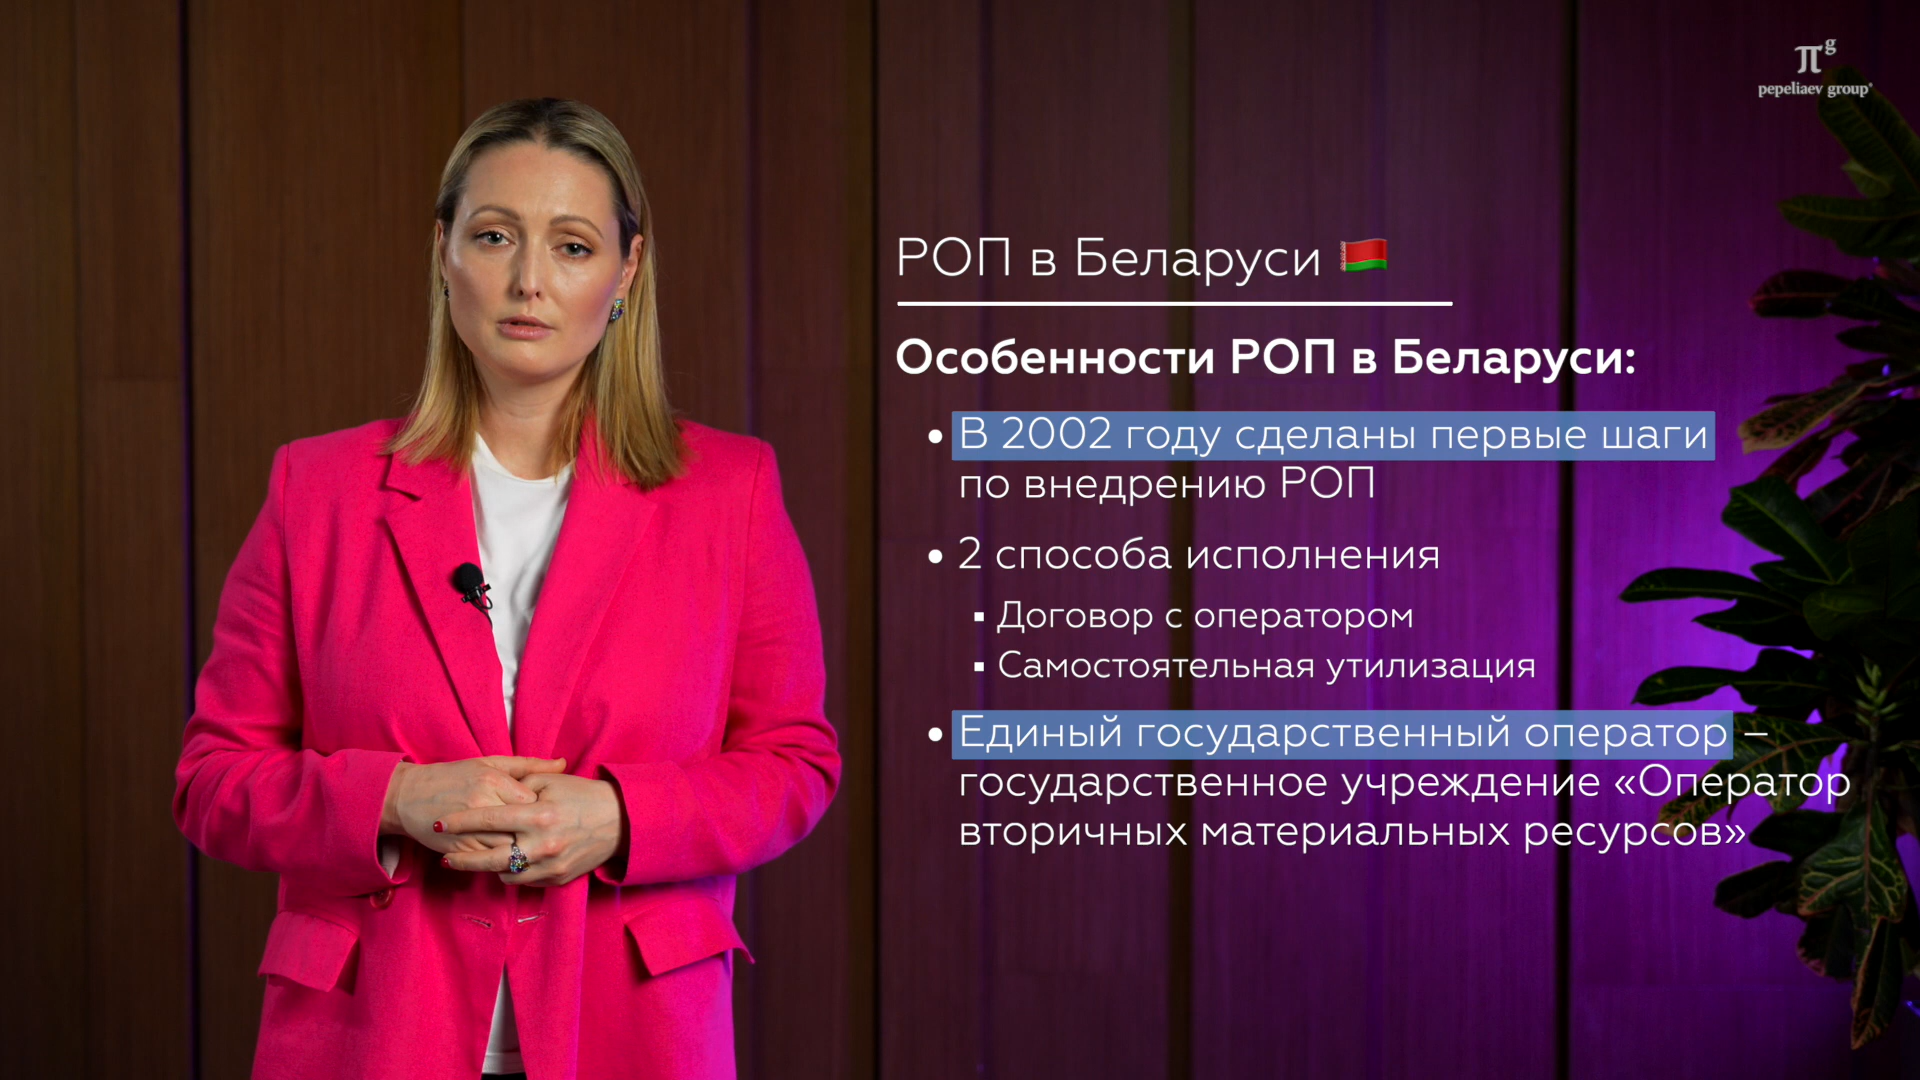 πg
pepeliaev group®
РОП в Беларуси
Особенности РОП в Беларуси:
• В 2002 году сделаны первые шаги
по внедрению РОП
• 2 способа исполнения
▪ Договор с оператором
▪ Самостоятельная утилизация
• Единый государственный оператор –
государственное учреждение «Оператор
вторичных материальных ресурсов»